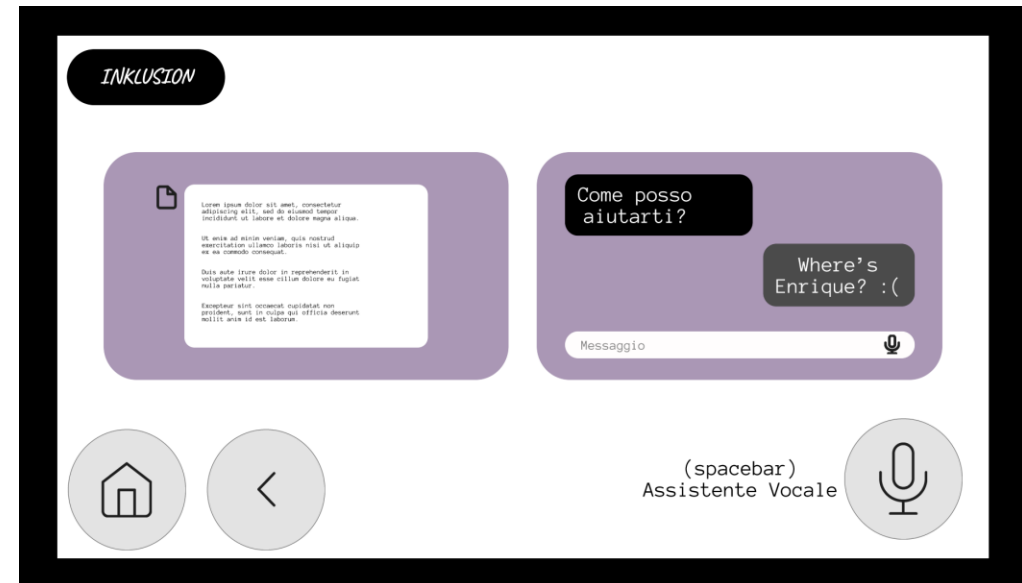 INKLUSION
Lorem ipsum dolor sit amet, consectetur
adipiscing elit, sed do eiusmod tempor
incididunt ut labore et dolore magna aliqua.
Ut enim ad minim veniam, quis nostrud
exercitation ullamco laboris nisi ut aliquip
ex ea commodo consequat.
Duis aute irure dolor in reprehenderit in
voluptate velit esse cillum dolore eu fugiat
nulla pariatur.
Excepteur sint occaecat cupidatat non
proident, sunt in culpa qui officia deserunt
mollit anim id est laborum.
Come posso
aiutarti?
Where's
Enrique? :(
Messaggio
(spacebar)
Assistente Vocale